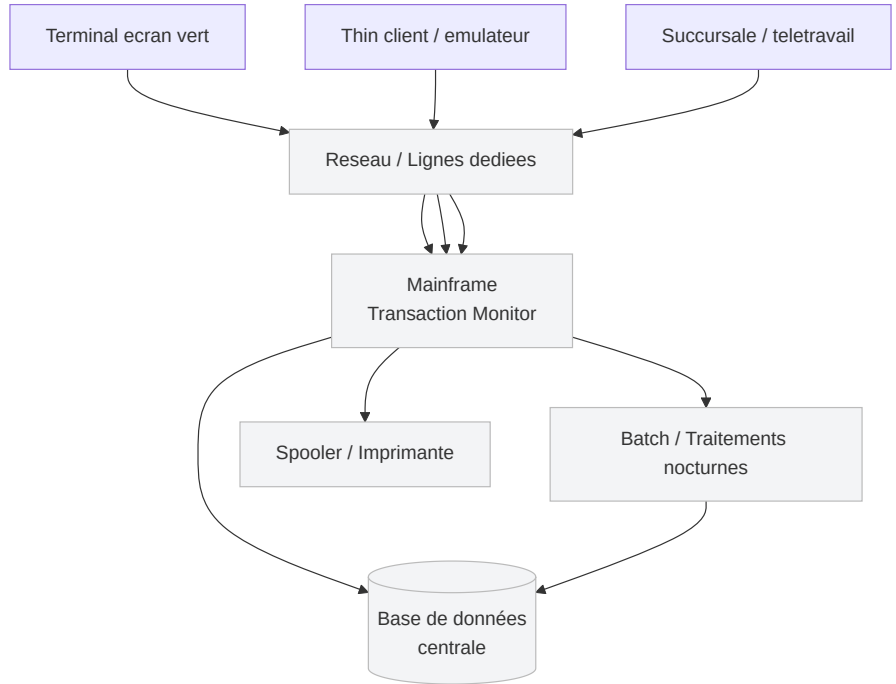 Terminal ecran vert
Thin client / emulateur
Succursale / teletravail
Reseau / Lignes dediees
Mainframe
Transaction Monitor
Spooler / Imprimante
Batch / Traitements
nocturnes
Base de données
centrale